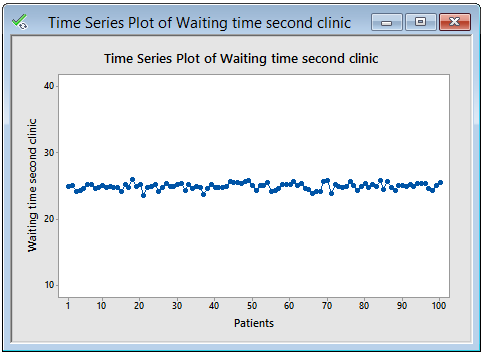 Time Series Plot of Waiting time second clinic
Time Series Plot of Waiting time second clinic
Waiting time second clinic
40
30
20
10
1 10 20 30 40 50 60 70 80 90 100
Patients